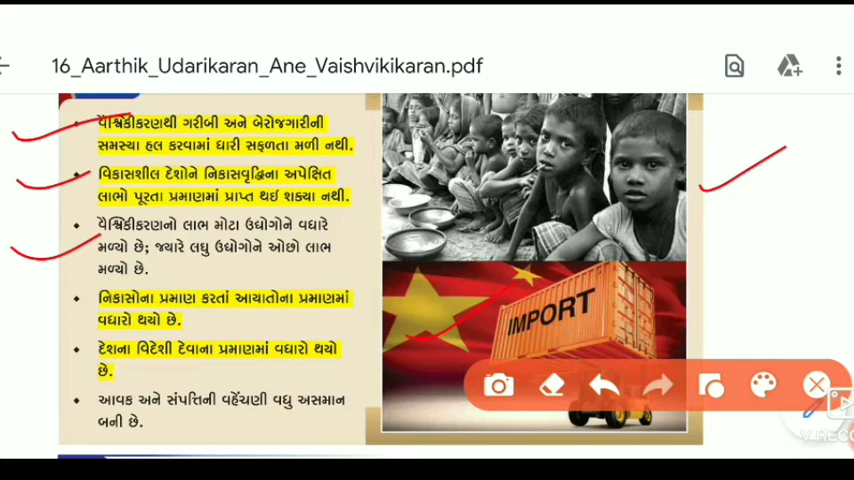 16_Aarthik_Udarikaran_Ane_Vaishvikikaran.pdf
વૈશ્વિકીકરણથી ગરીબી અને બેરોજગારીની
સમસ્યા હલ કરવામાં ધારી સફળતા મળી નથી.
વિકાસશીલ દેશોને નિકાસવૃદ્ધિના અપેક્ષિત
લાભો પૂરતા પ્રમાણમાં પ્રાપ્ત થઈ શક્યા નથી.
વૈશ્વિકીકરણનો લાભ મોટા ઉદ્યોગોને વધારે
મળ્યો છે; જ્યારે લઘુ ઉદ્યોગોને ઓછો લાભ
મળ્યો છે.
નિકાસોના પ્રમાણ કરતાં આયાતોના પ્રમાણમાં
વધારો થયો છે.
દેશના વિદેશી દેવાના પ્રમાણમાં વધારો થયો
છે.
આવક અને સંપત્તિની વહેંચણી વધુ અસમાન
બની છે.
IMPORT
V RECO